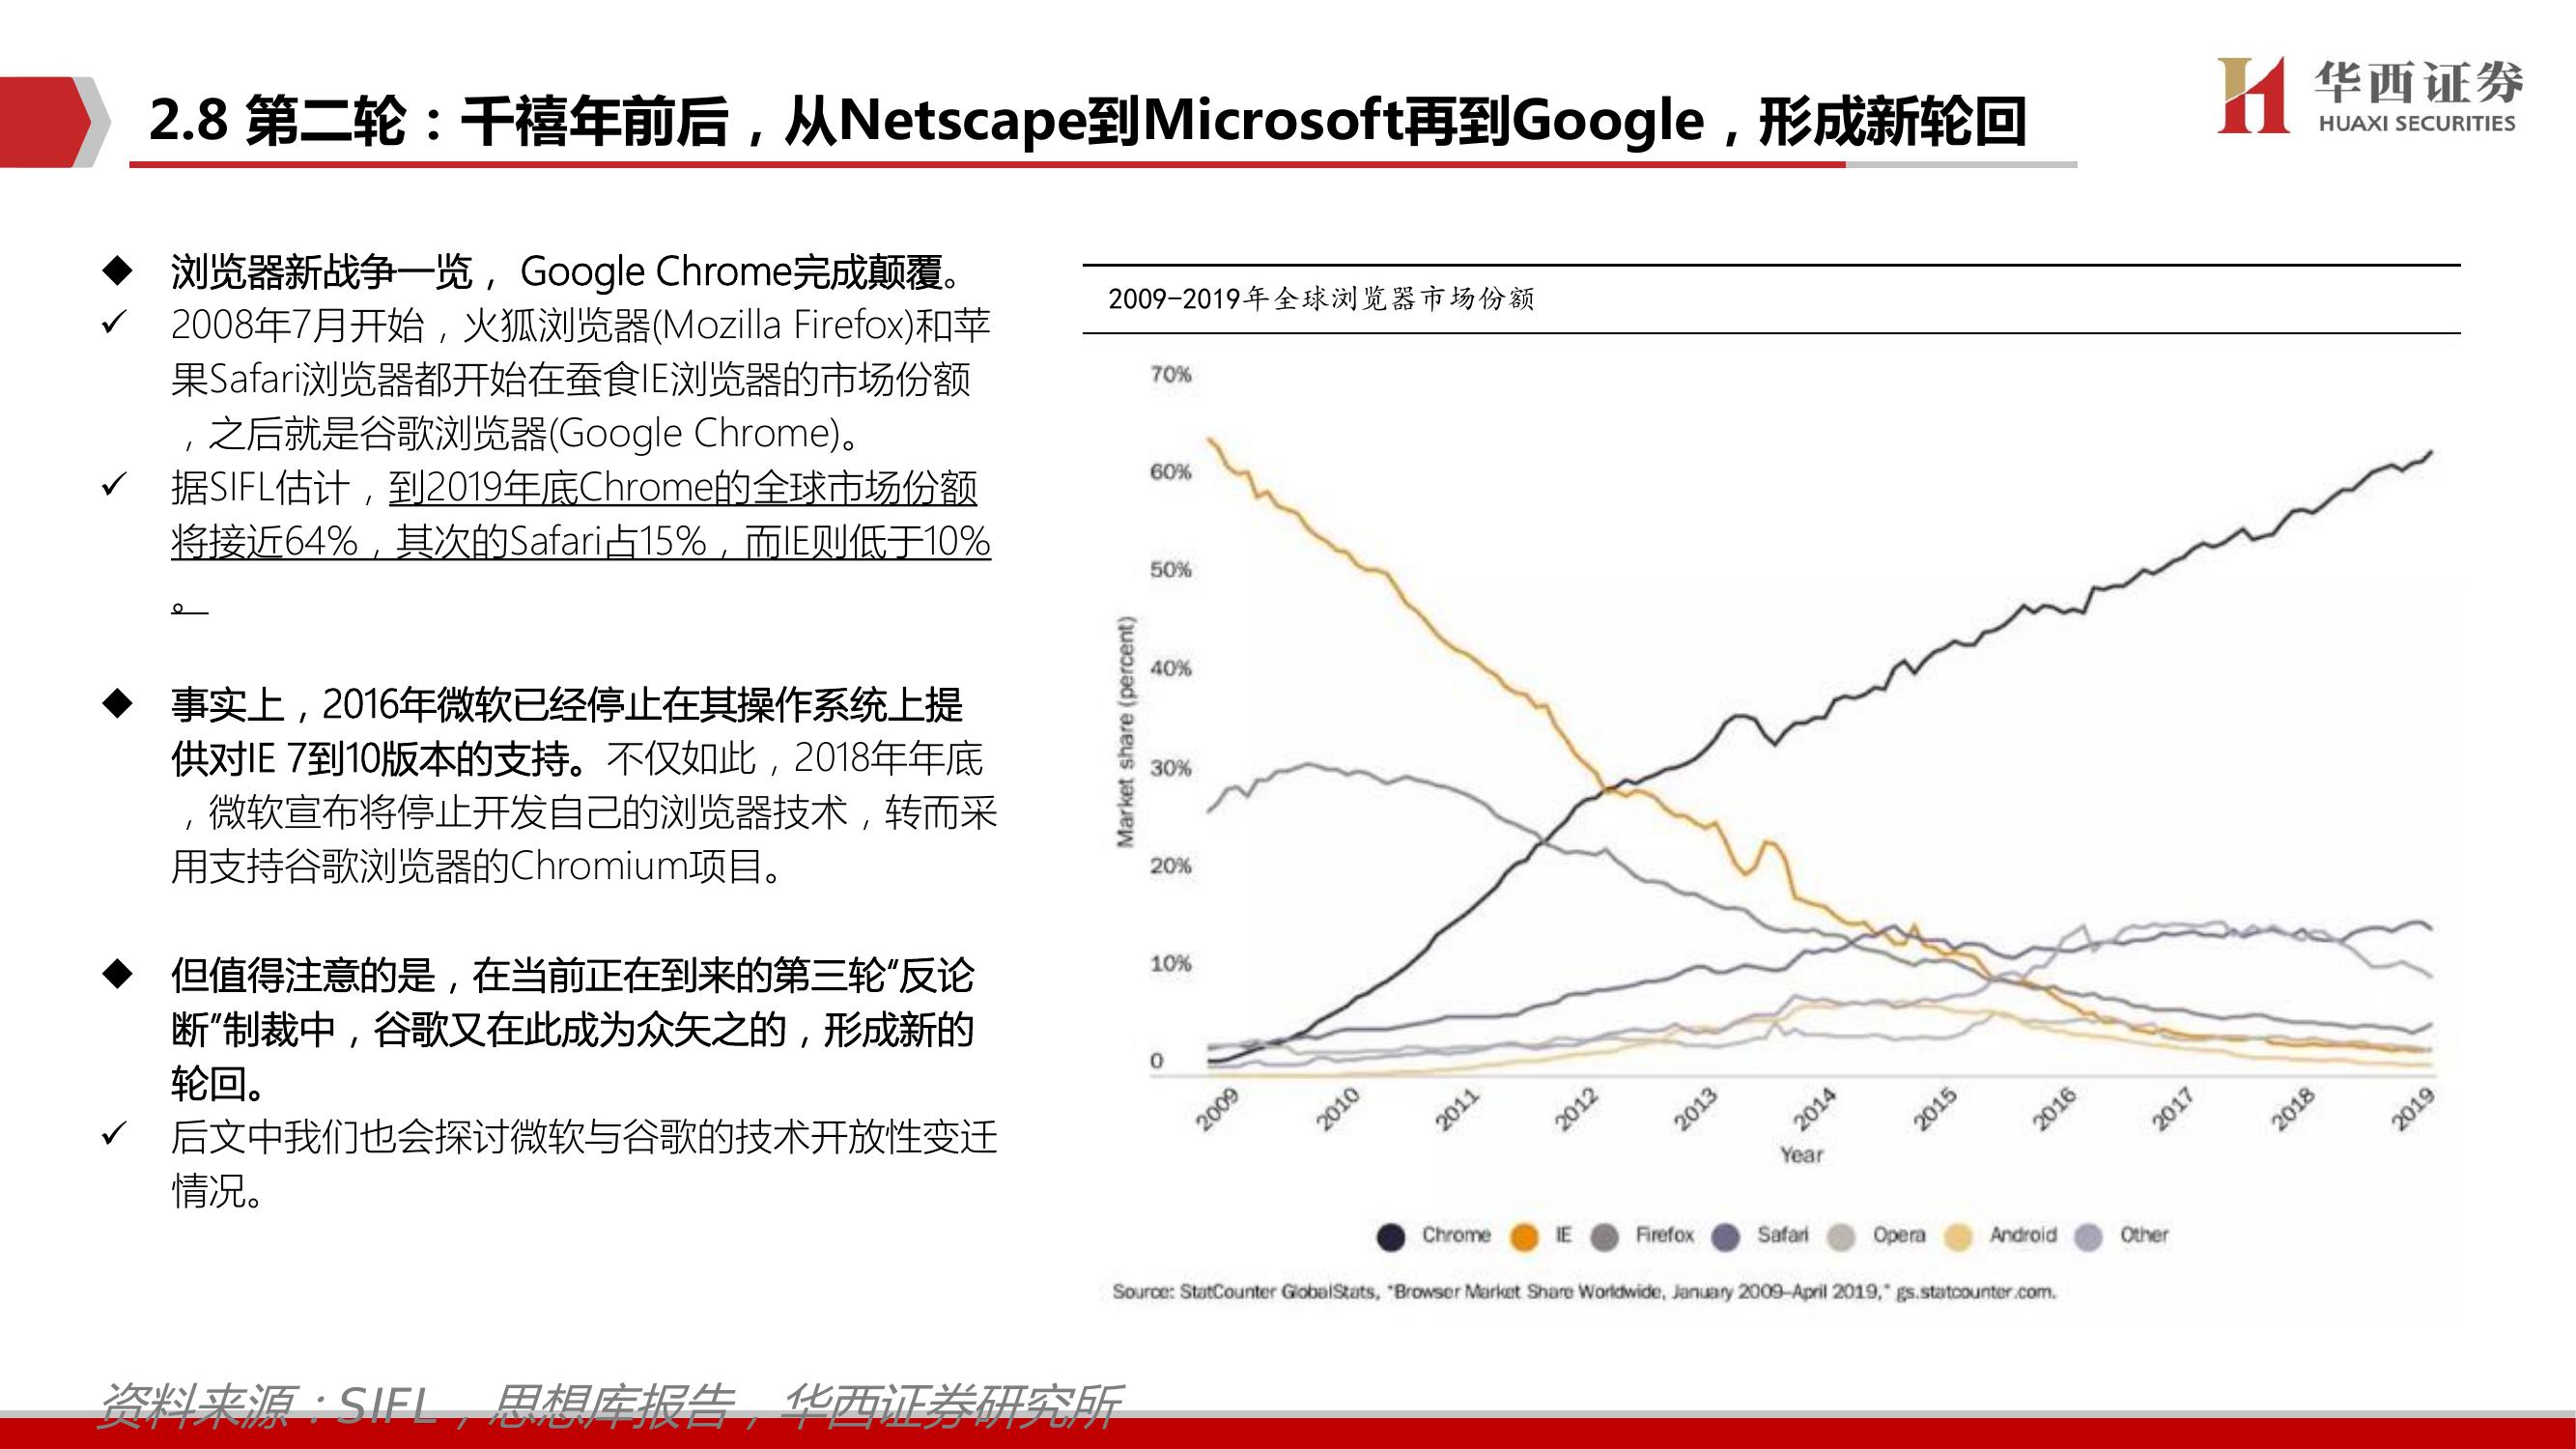 2.8 第二轮：千禧年前后，从Netscape到Microsoft再到Google，形成新轮回
华西证券
HUAXI SECURITIES
◆ 浏览器新战争一览， Google Chrome完成颠覆。
✓ 2008年7月开始，火狐浏览器(Mozilla Firefox)和苹
果Safari浏览器都开始在蚕食IE浏览器的市场份额
，之后就是谷歌浏览器(Google Chrome)。
✓ 据SIFL估计，到2019年底Chrome的全球市场份额
将接近64%，其次的Safari占15%，而IE则低于10%
。
◆ 事实上，2016年微软已经停止在其操作系统上提
供对IE 7到10版本的支持。不仅如此，2018年年底
，微软宣布将停止开发自己的浏览器技术，转而采
用支持谷歌浏览器的Chromium项目。
◆ 但值得注意的是，在当前正在到来的第三轮“反论
断”制裁中，谷歌又在此成为众矢之的，形成新的
轮回。
✓ 后文中我们也会探讨微软与谷歌的技术开放性变迁
情况。
2009-2019年全球浏览器市场份额
70%
60%
50%
40%
30%
20%
10%
0
Market share (percent)
2009 2010 2011 2012 2013 2014 2015 2016 2017 2018 2019
Year
Chrome IE Firefox Safari Opera Android Other
Source: StatCounter GlobalStats, "Browser Market Share Worldwide, January 2009–April 2019," gs.statcounter.com.
资料来源：SIFL，思想库报告，华西证券研究所